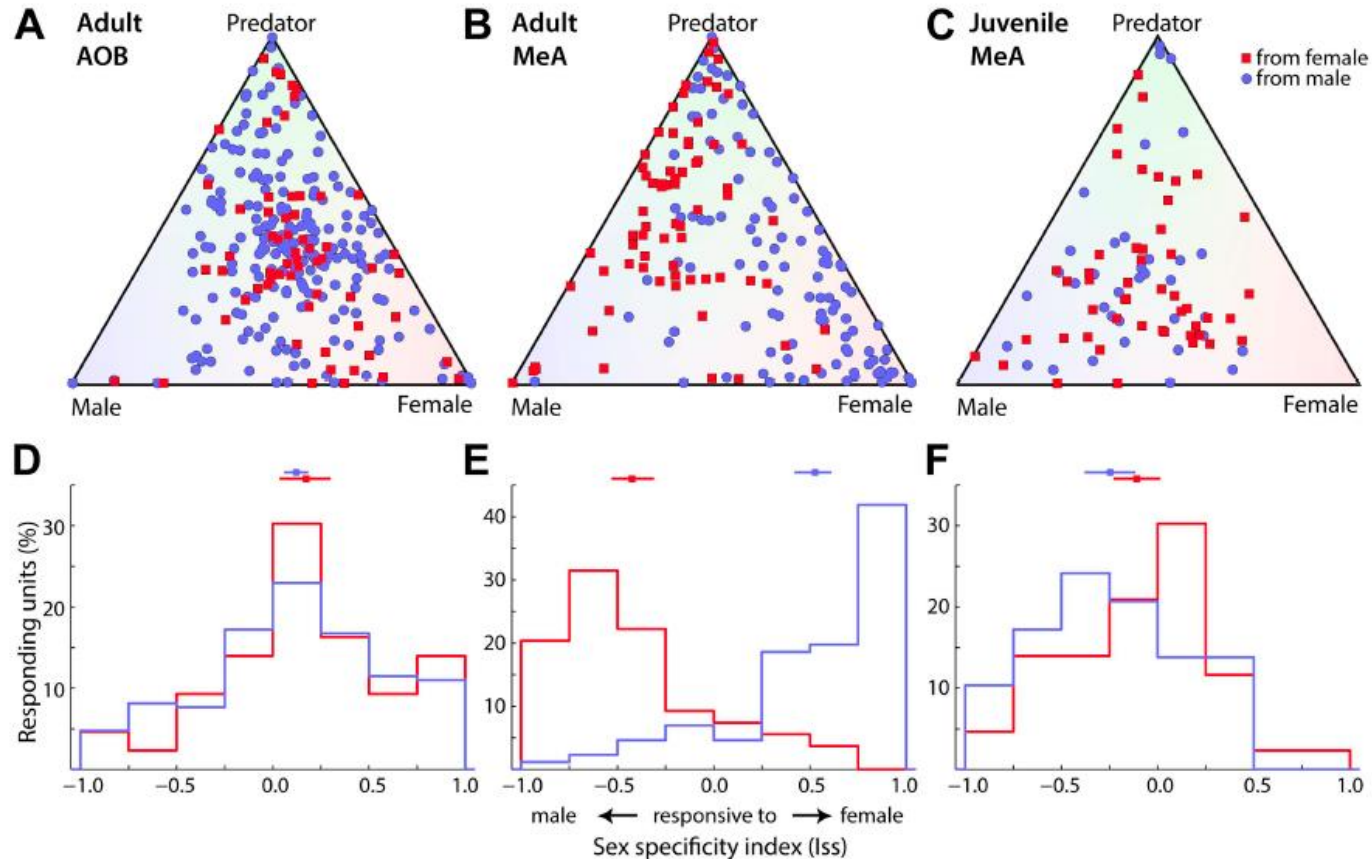 A Adult AOB Predator
Male Female
B Adult MeA Predator
Male Female
C Juvenile MeA Predator
Male Female
from female
from male
D
Responding units (%)
30
20
10
−1.0 −0.5 0.0 0.5 1.0
E
40
30
20
10
−1.0 −0.5 0.0 0.5 1.0
male responsive to female
Sex specificity index (Iss)
F
30
20
10
−1.0 −0.5 0.0 0.5 1.0